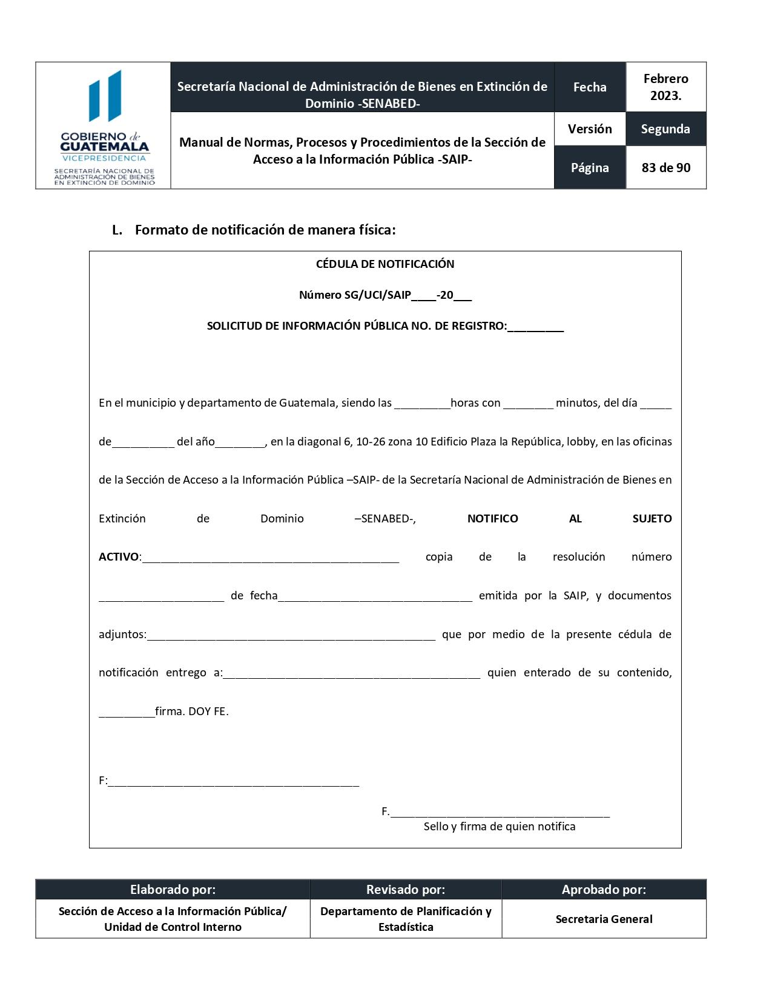 GOBIERNO de
GUATEMALA
VICEPRESIDENCIA
SECRETARÍA NACIONAL DE
ADMINISTRACIÓN DE BIENES
EN EXTINCIÓN DE DOMINIO
Secretaría Nacional de Administración de Bienes en Extinción de
Dominio -SENABED-
Fecha
Febrero
2023.
Manual de Normas, Procesos y Procedimientos de la Sección de
Acceso a la Información Pública -SAIP-
Versión
Segunda
Página
83 de 90
L. Formato de notificación de manera física:
CÉDULA DE NOTIFICACIÓN
Número SG/UCI/SAIP____-20___
SOLICITUD DE INFORMACIÓN PÚBLICA NO. DE REGISTRO:_________
En el municipio y departamento de Guatemala, siendo las _________horas con ________ minutos, del día _____
de__________ del año________, en la diagonal 6, 10-26 zona 10 Edificio Plaza la República, lobby, en las oficinas
de la Sección de Acceso a la Información Pública –SAIP- de la Secretaría Nacional de Administración de Bienes en
Extinción de Dominio –SENABED-, NOTIFICO AL SUJETO
ACTIVO:_________________________________________ copia de la resolución número
____________________ de fecha_______________________________ emitida por la SAIP, y documentos
adjuntos:______________________________________________ que por medio de la presente cédula de
notificación entrego a:_________________________________________ quien enterado de su contenido,
_________firma. DOY FE.
F:________________________________________
F.___________________________________
Sello y firma de quien notifica
Elaborado por:
Revisado por:
Aprobado por:
Sección de Acceso a la Información Pública/
Unidad de Control Interno
Departamento de Planificación y
Estadística
Secretaria General